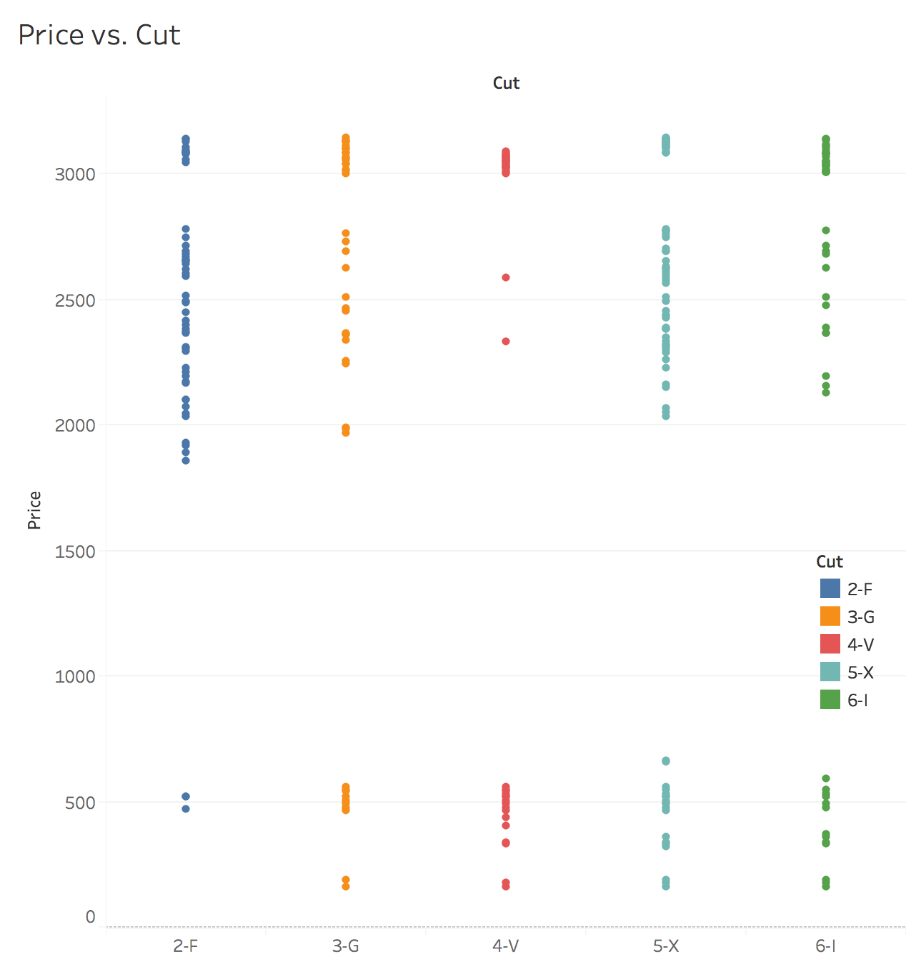 Price vs. Cut
Cut
3000
2500
2000
1500
1000
500
0
Price
2-F
3-G
4-V
5-X
6-I
Cut
2-F
3-G
4-V
5-X
6-I